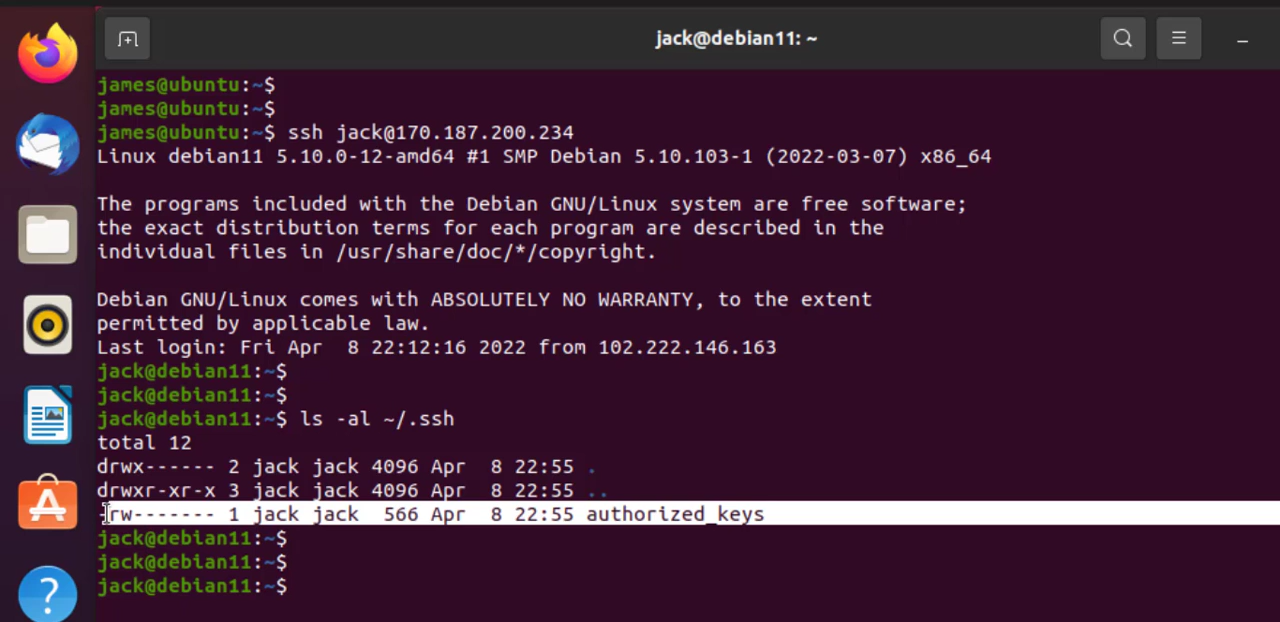 jack@debian11: ~
james@ubuntu:~$
james@ubuntu:~$
james@ubuntu:~$ ssh jack@170.187.200.234
Linux debian11 5.10.0-12-amd64 #1 SMP Debian 5.10.103-1 (2022-03-07) x86_64
The programs included with the Debian GNU/Linux system are free software;
the exact distribution terms for each program are described in the
individual files in /usr/share/doc/*/copyright.
Debian GNU/Linux comes with ABSOLUTELY NO WARRANTY, to the extent
permitted by applicable law.
Last login: Fri Apr  8 22:12:16 2022 from 102.222.146.163
jack@debian11:~$
jack@debian11:~$
jack@debian11:~$ ls -al ~/.ssh
total 12
drwx------ 2 jack jack 4096 Apr  8 22:55 .
drwxr-xr-x 3 jack jack 4096 Apr  8 22:55 ..
-rw------- 1 jack jack  566 Apr  8 22:55 authorized_keys
jack@debian11:~$
jack@debian11:~$
jack@debian11:~$
?